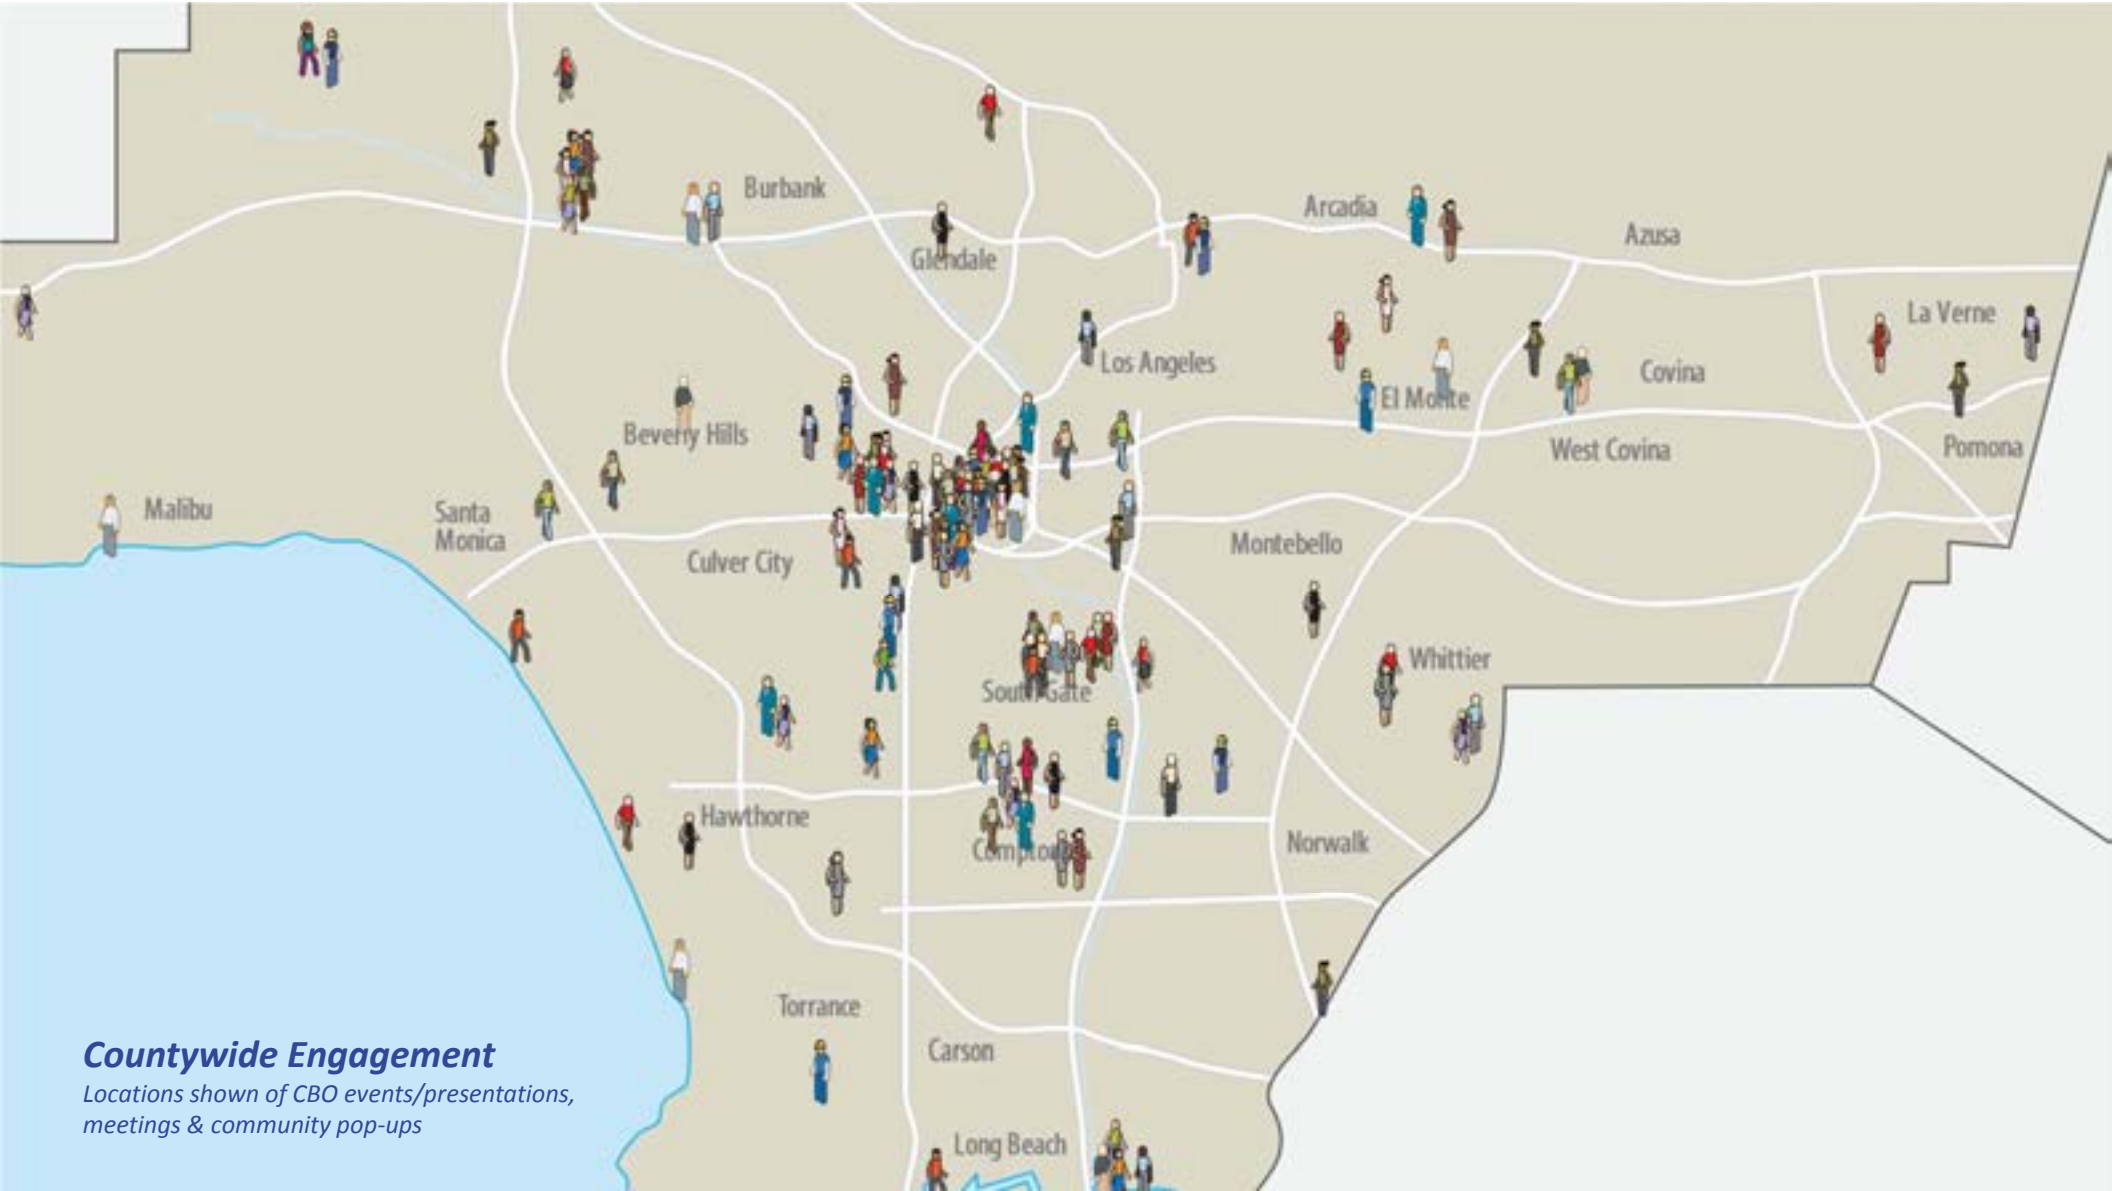 Burbank
Arcadia
Azusa
Glendale
La Verne
Los Angeles
Covina
El Monte
Beverly Hills
West Covina
Pomona
Malibu
Santa
Monica
Montebello
Culver City
Whittier
South Gate
Hawthorne
Norwalk
Compton
Torrance
Carson
Long Beach
Countywide Engagement
Locations shown of CBO events/presentations,
meetings & community pop-ups